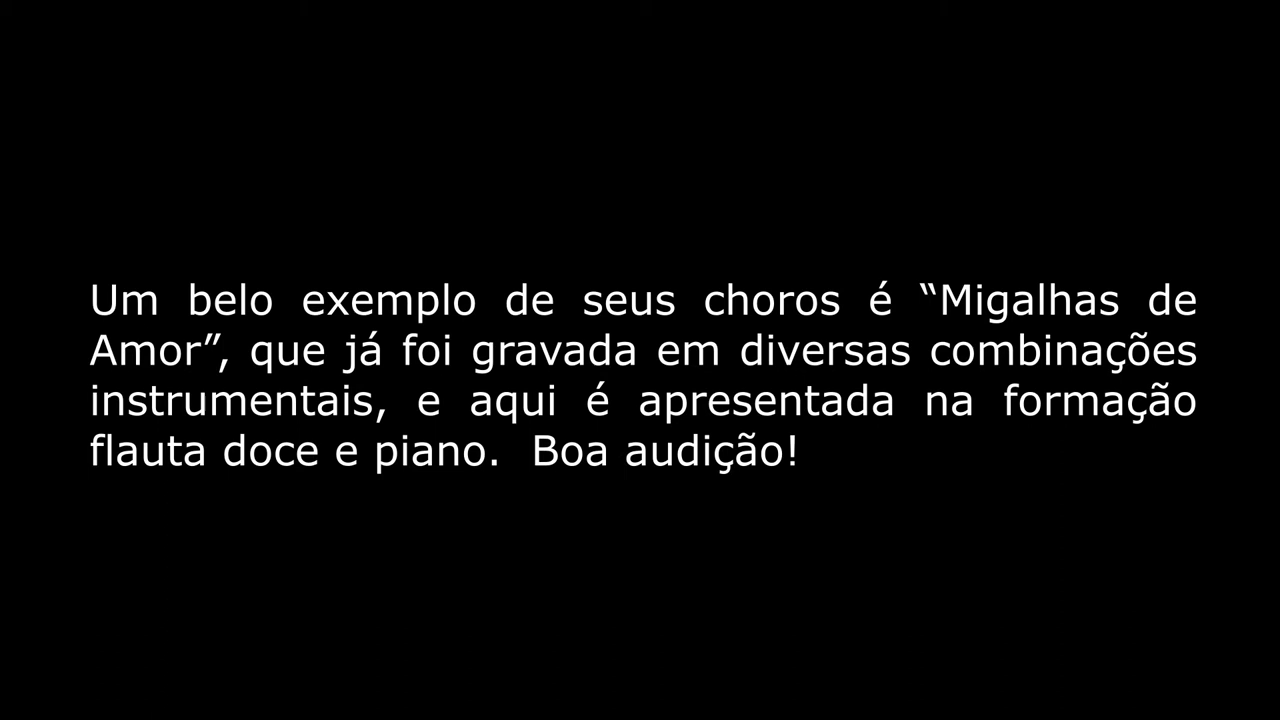 Um belo exemplo de seus choros é “Migalhas de
Amor”, que já foi gravada em diversas combinações
instrumentais, e aqui é apresentada na formação
flauta doce e piano.  Boa audição!